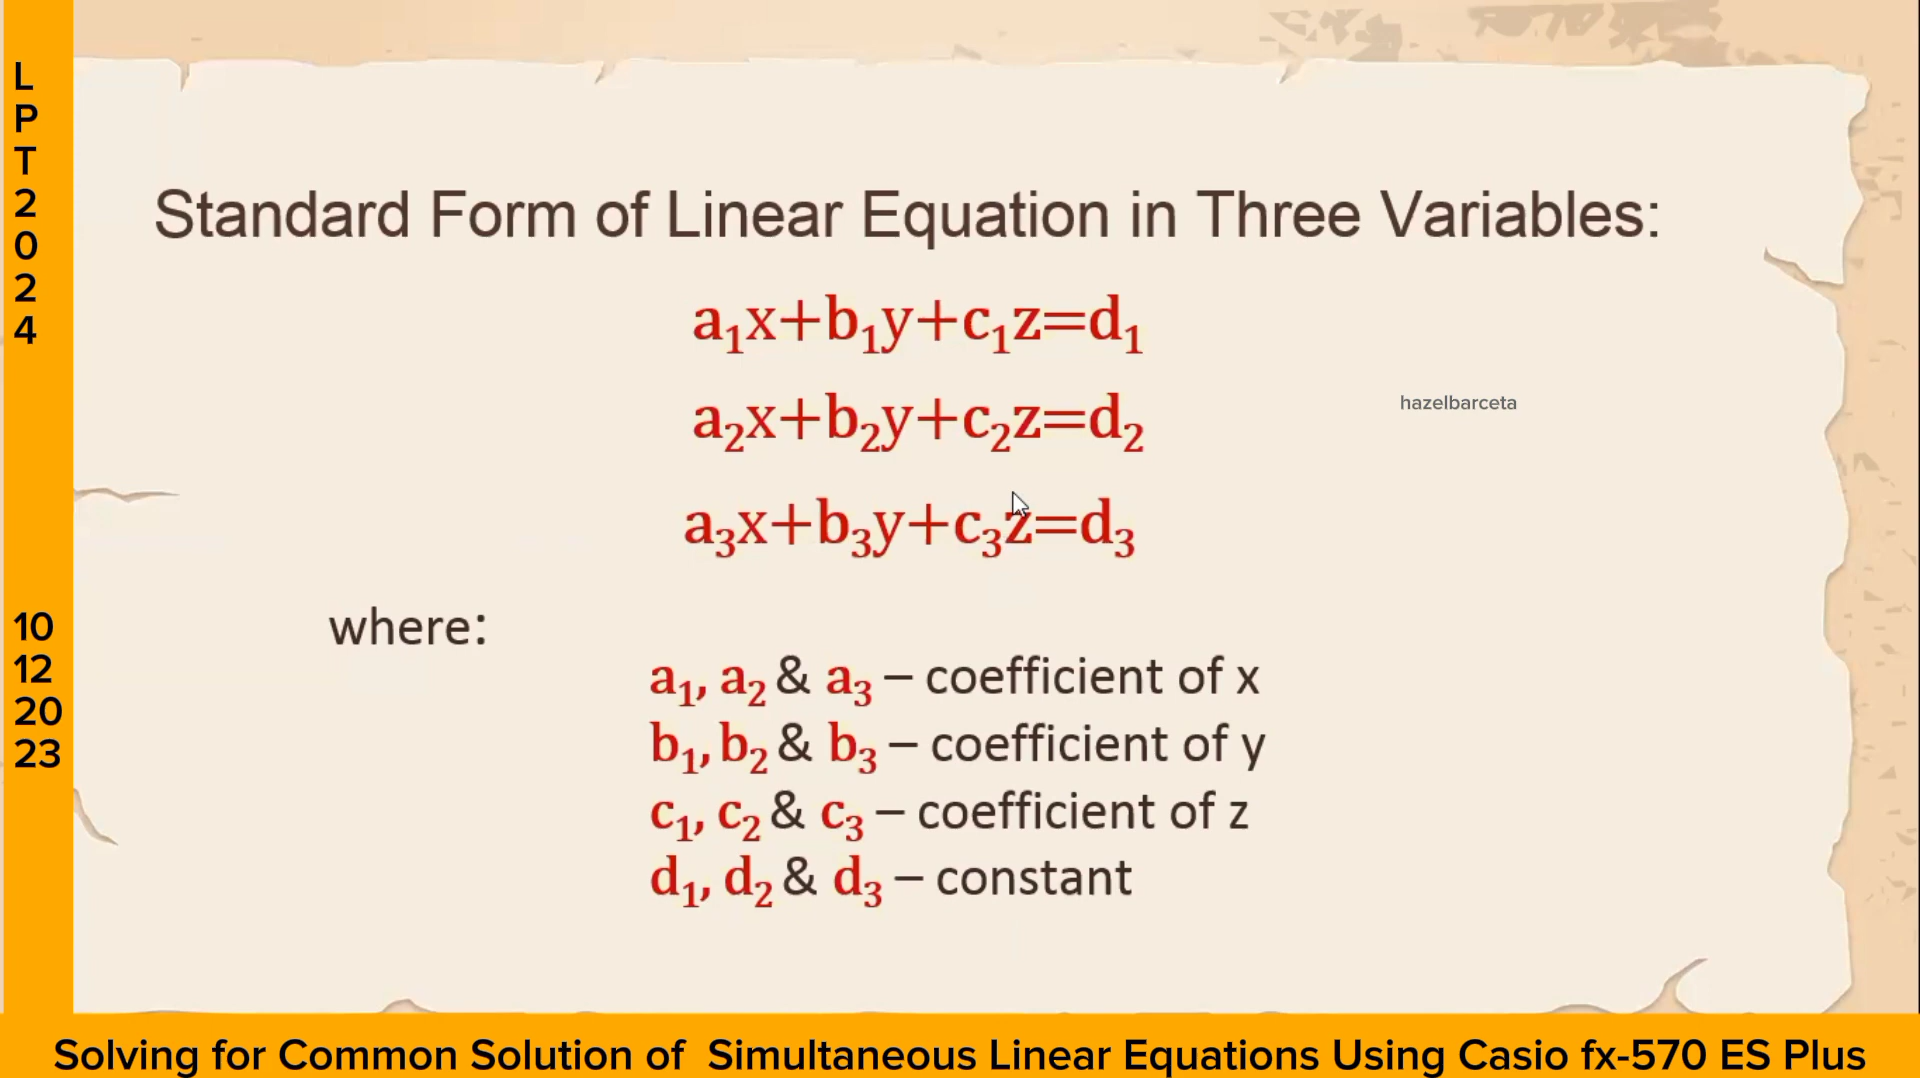 L
P
T
2
0
2
4
10
12
20
23
Standard Form of Linear Equation in Three Variables:
a₁x+b₁y+c₁z=d₁
a₂x+b₂y+c₂z=d₂
hazelbarceta
a₃x+b₃y+c₃z=d₃
where:
a₁, a₂ & a₃ – coefficient of x
b₁, b₂ & b₃ – coefficient of y
c₁, c₂ & c₃ – coefficient of z
d₁, d₂ & d₃ – constant
Solving for Common Solution of Simultaneous Linear Equations Using Casio fx-570 ES Plus